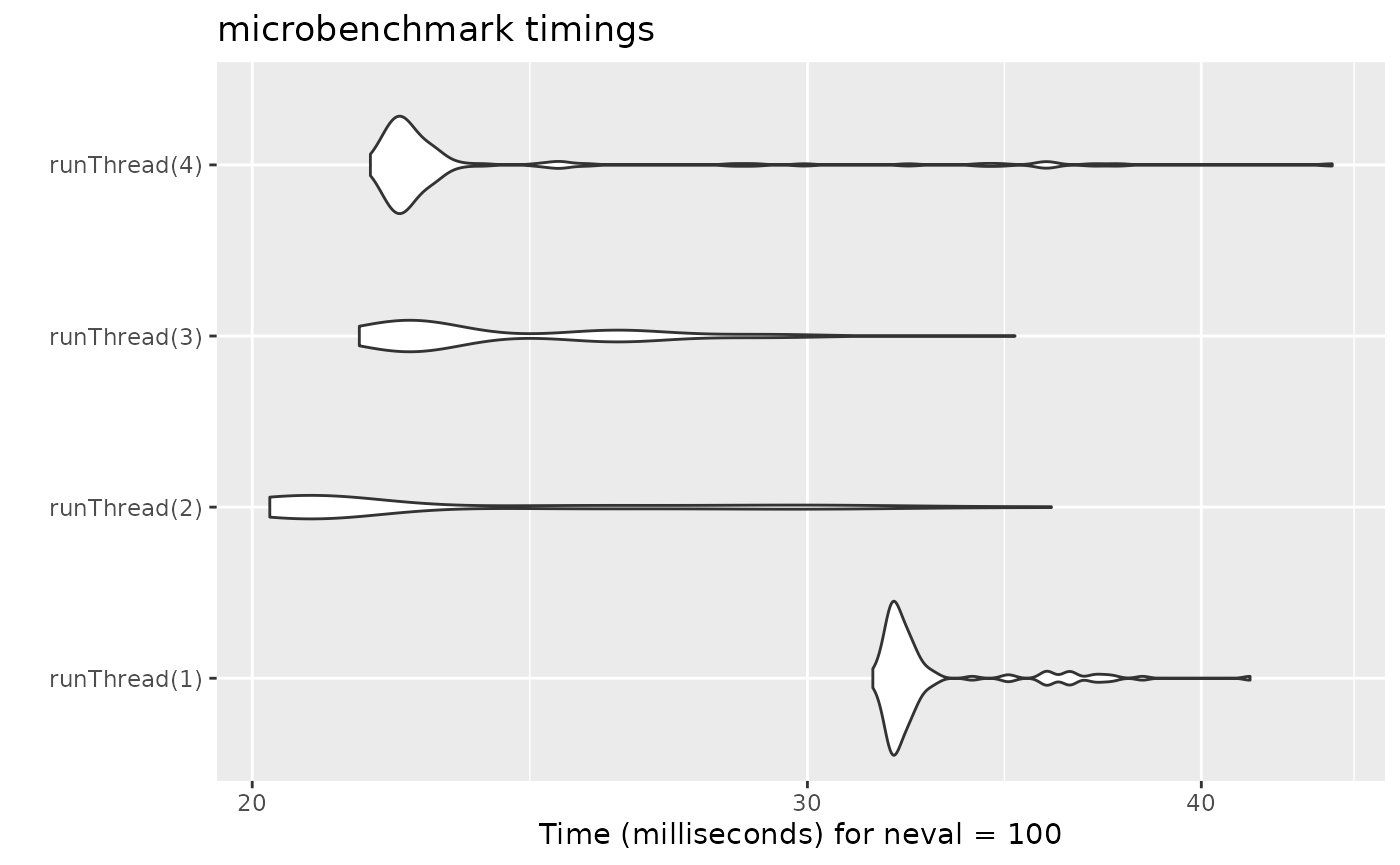 microbenchmark timings
runThread(4)
runThread(3)
runThread(2)
runThread(1)
20 30 40
Time (milliseconds) for neval = 100